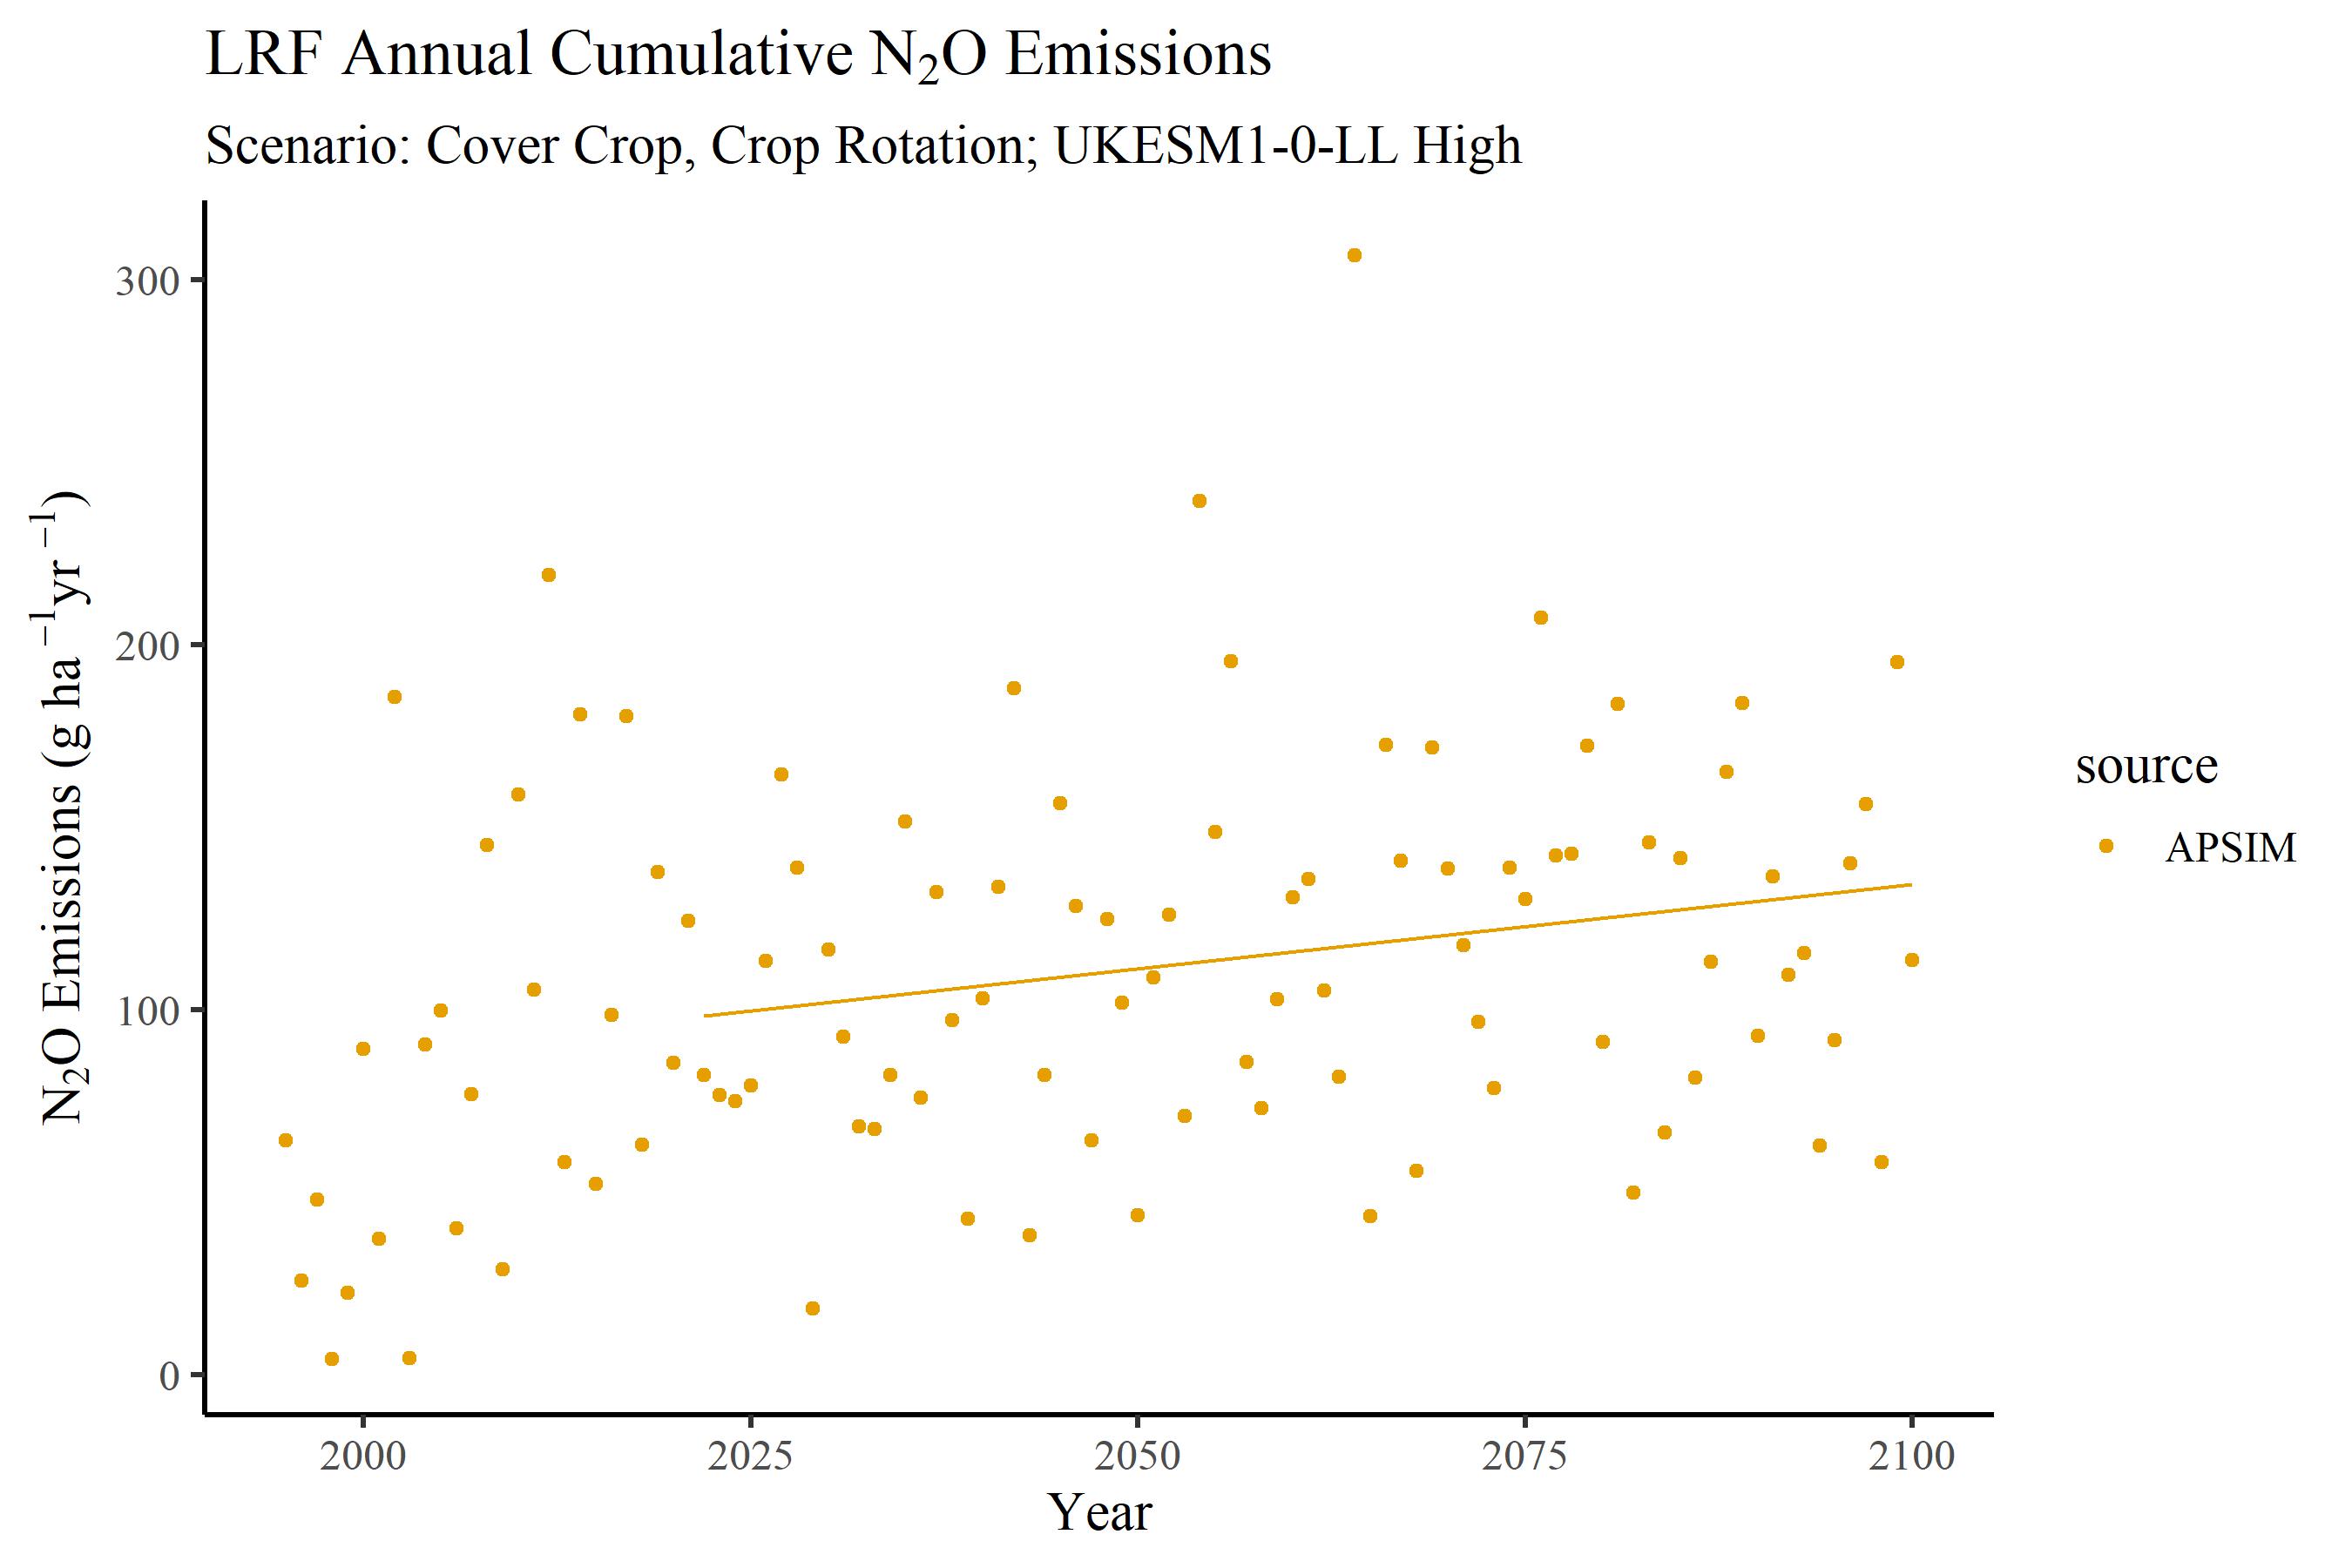 LRF Annual Cumulative N₂O Emissions
Scenario: Cover Crop, Crop Rotation; UKESM1-0-LL High
N₂O Emissions (g ha⁻¹yr⁻¹)
300
200
100
0
2000 2025 2050 2075 2100
Year
source
APSIM